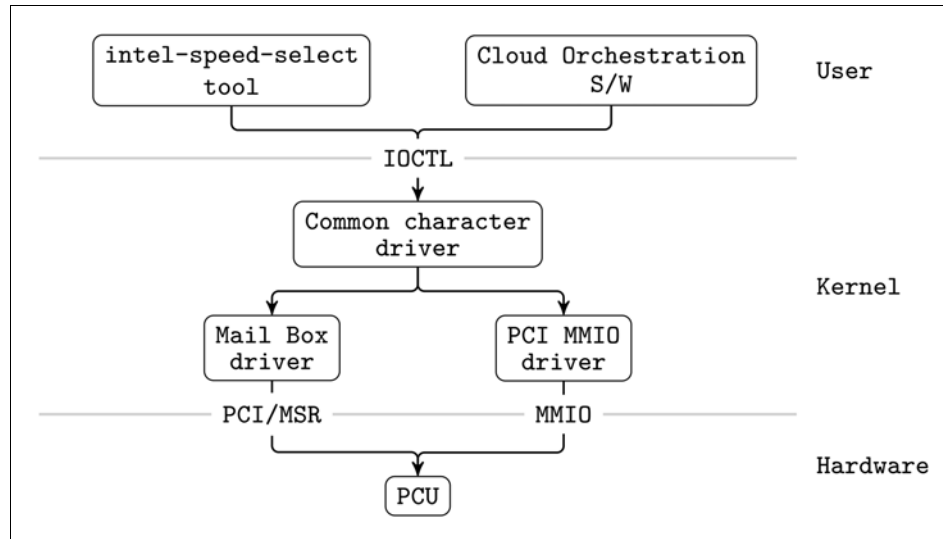 intel-speed-select
tool
Cloud Orchestration
S/W
User
IOCTL
Common character
driver
Kernel
Mail Box
driver
PCI MMIO
driver
PCI/MSR
MMIO
Hardware
PCU